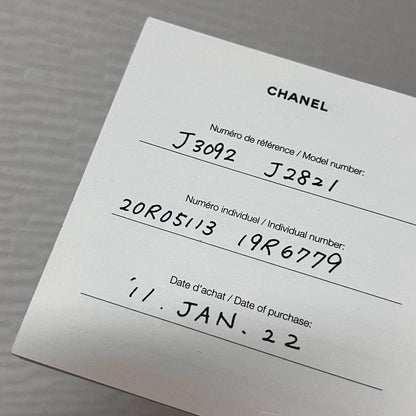 CHANEL
Numéro de référence / Model number:
J3092 J2821
Numéro individuel / Individual number:
20R05113 19R6779
Date d'achat / Date of purchase:
'11. JAN. 22